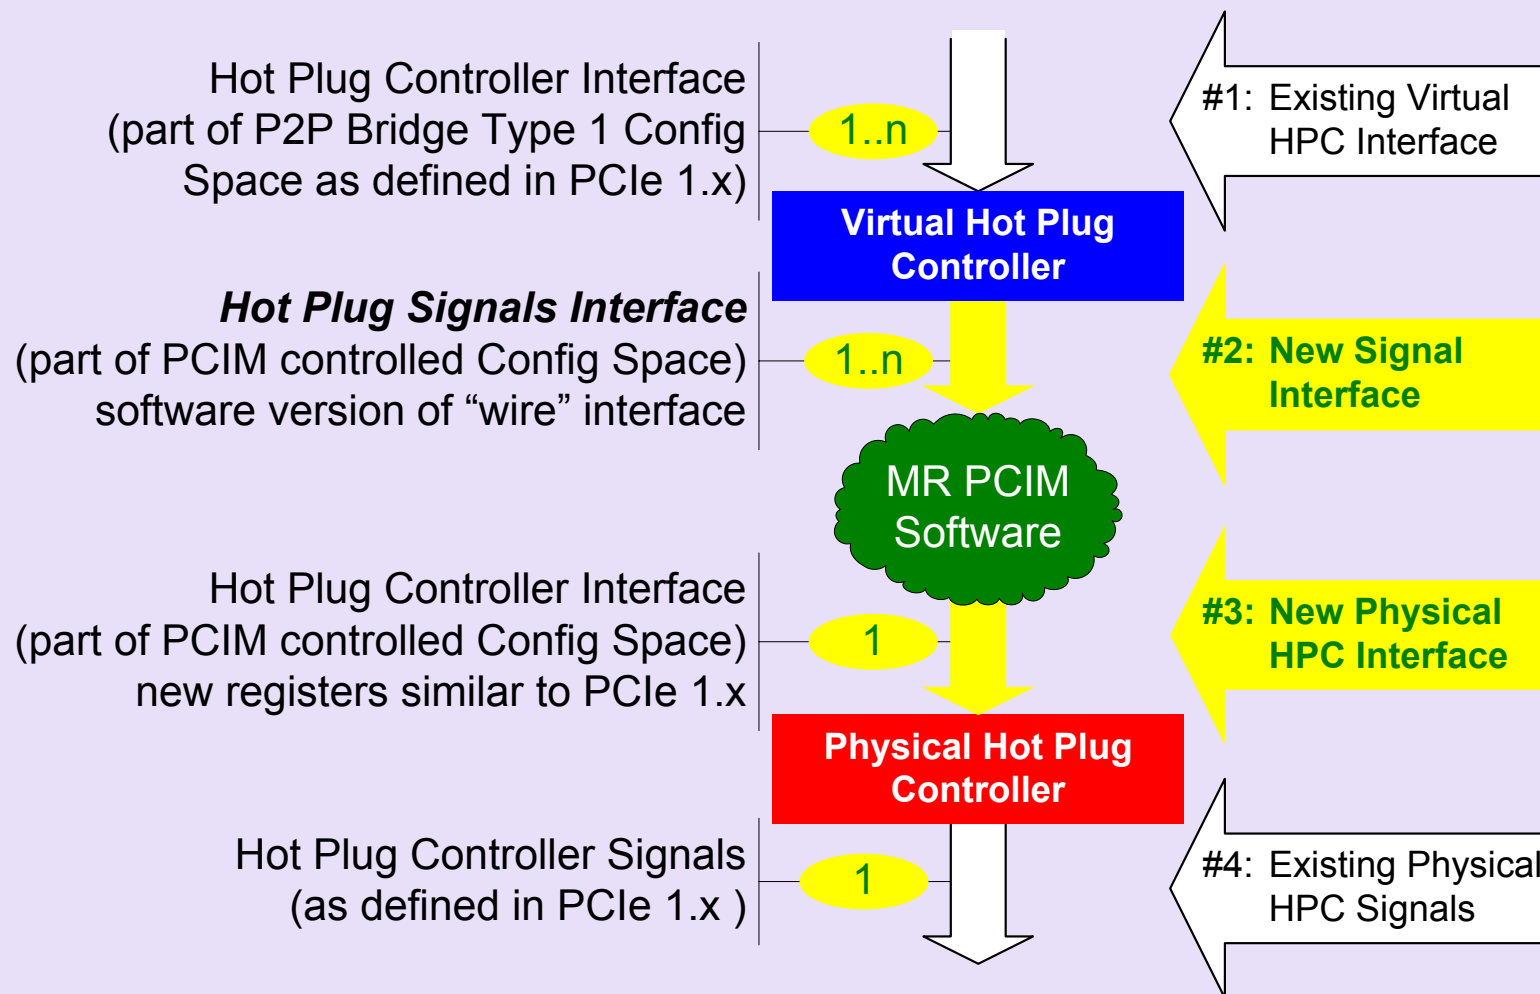 Hot Plug Controller Interface
(part of P2P Bridge Type 1 Config
Space as defined in PCIe 1.x)
1..n
#1: Existing Virtual
HPC Interface
Virtual Hot Plug
Controller
Hot Plug Signals Interface
(part of PCIM controlled Config Space)
software version of “wire” interface
1..n
#2: New Signal
Interface
MR PCIM
Software
Hot Plug Controller Interface
(part of PCIM controlled Config Space)
new registers similar to PCIe 1.x
1
#3: New Physical
HPC Interface
Physical Hot Plug
Controller
Hot Plug Controller Signals
(as defined in PCIe 1.x )
1
#4: Existing Physical
HPC Signals